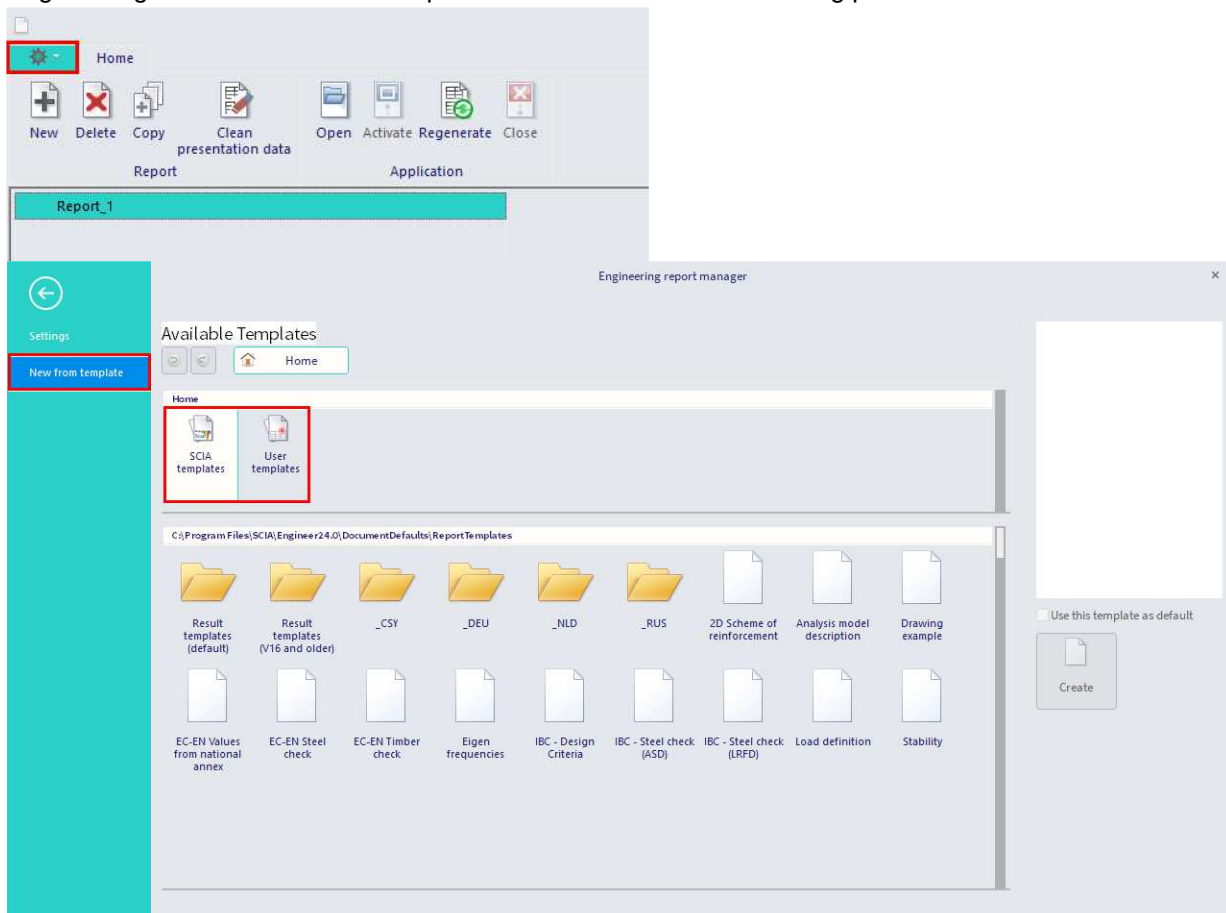 Home
New Delete Copy Clean presentation data Open Activate Regenerate Close
Report Application
Report_1
Engineering report manager
Settings
New from template
Available Templates
Home
Home
SCIA templates
User templates
C:\Program Files\SCIA\Engineer24.0\DocumentDefaults\ReportTemplates
Result templates (default)
Result templates (V16 and older)
_CSY
_DEU
_NLD
_RUS
2D Scheme of reinforcement
Analysis model description
Drawing example
EC-EN Values from national annex
EC-EN Steel check
EC-EN Timber check
Eigen frequencies
IBC - Design Criteria
IBC - Steel check (ASD)
IBC - Steel check (LRFD)
Load definition
Stability
Use this template as default
Create